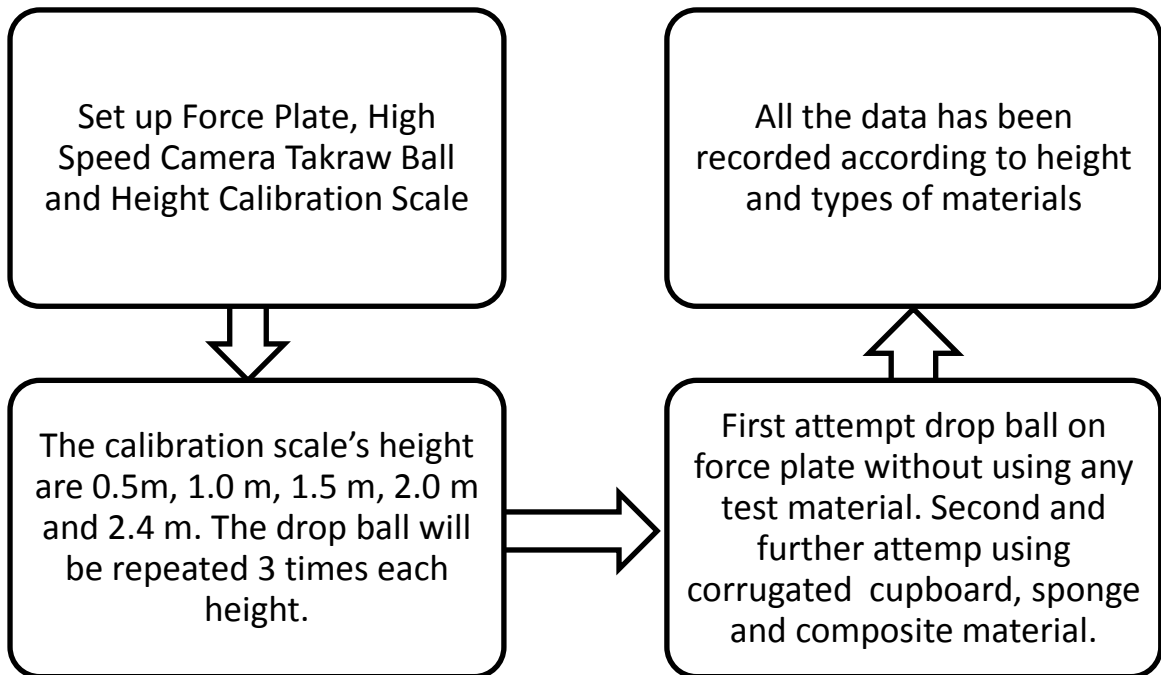 Set up Force Plate, High
Speed Camera Takraw Ball
and Height Calibration Scale
The calibration scale’s height
are 0.5m, 1.0 m, 1.5 m, 2.0 m
and 2.4 m. The drop ball will
be repeated 3 times each
height.
First attempt drop ball on
force plate without using any
test material. Second and
further attemp using
corrugated  cupboard, sponge
and composite material.
All the data has been
recorded according to height
and types of materials